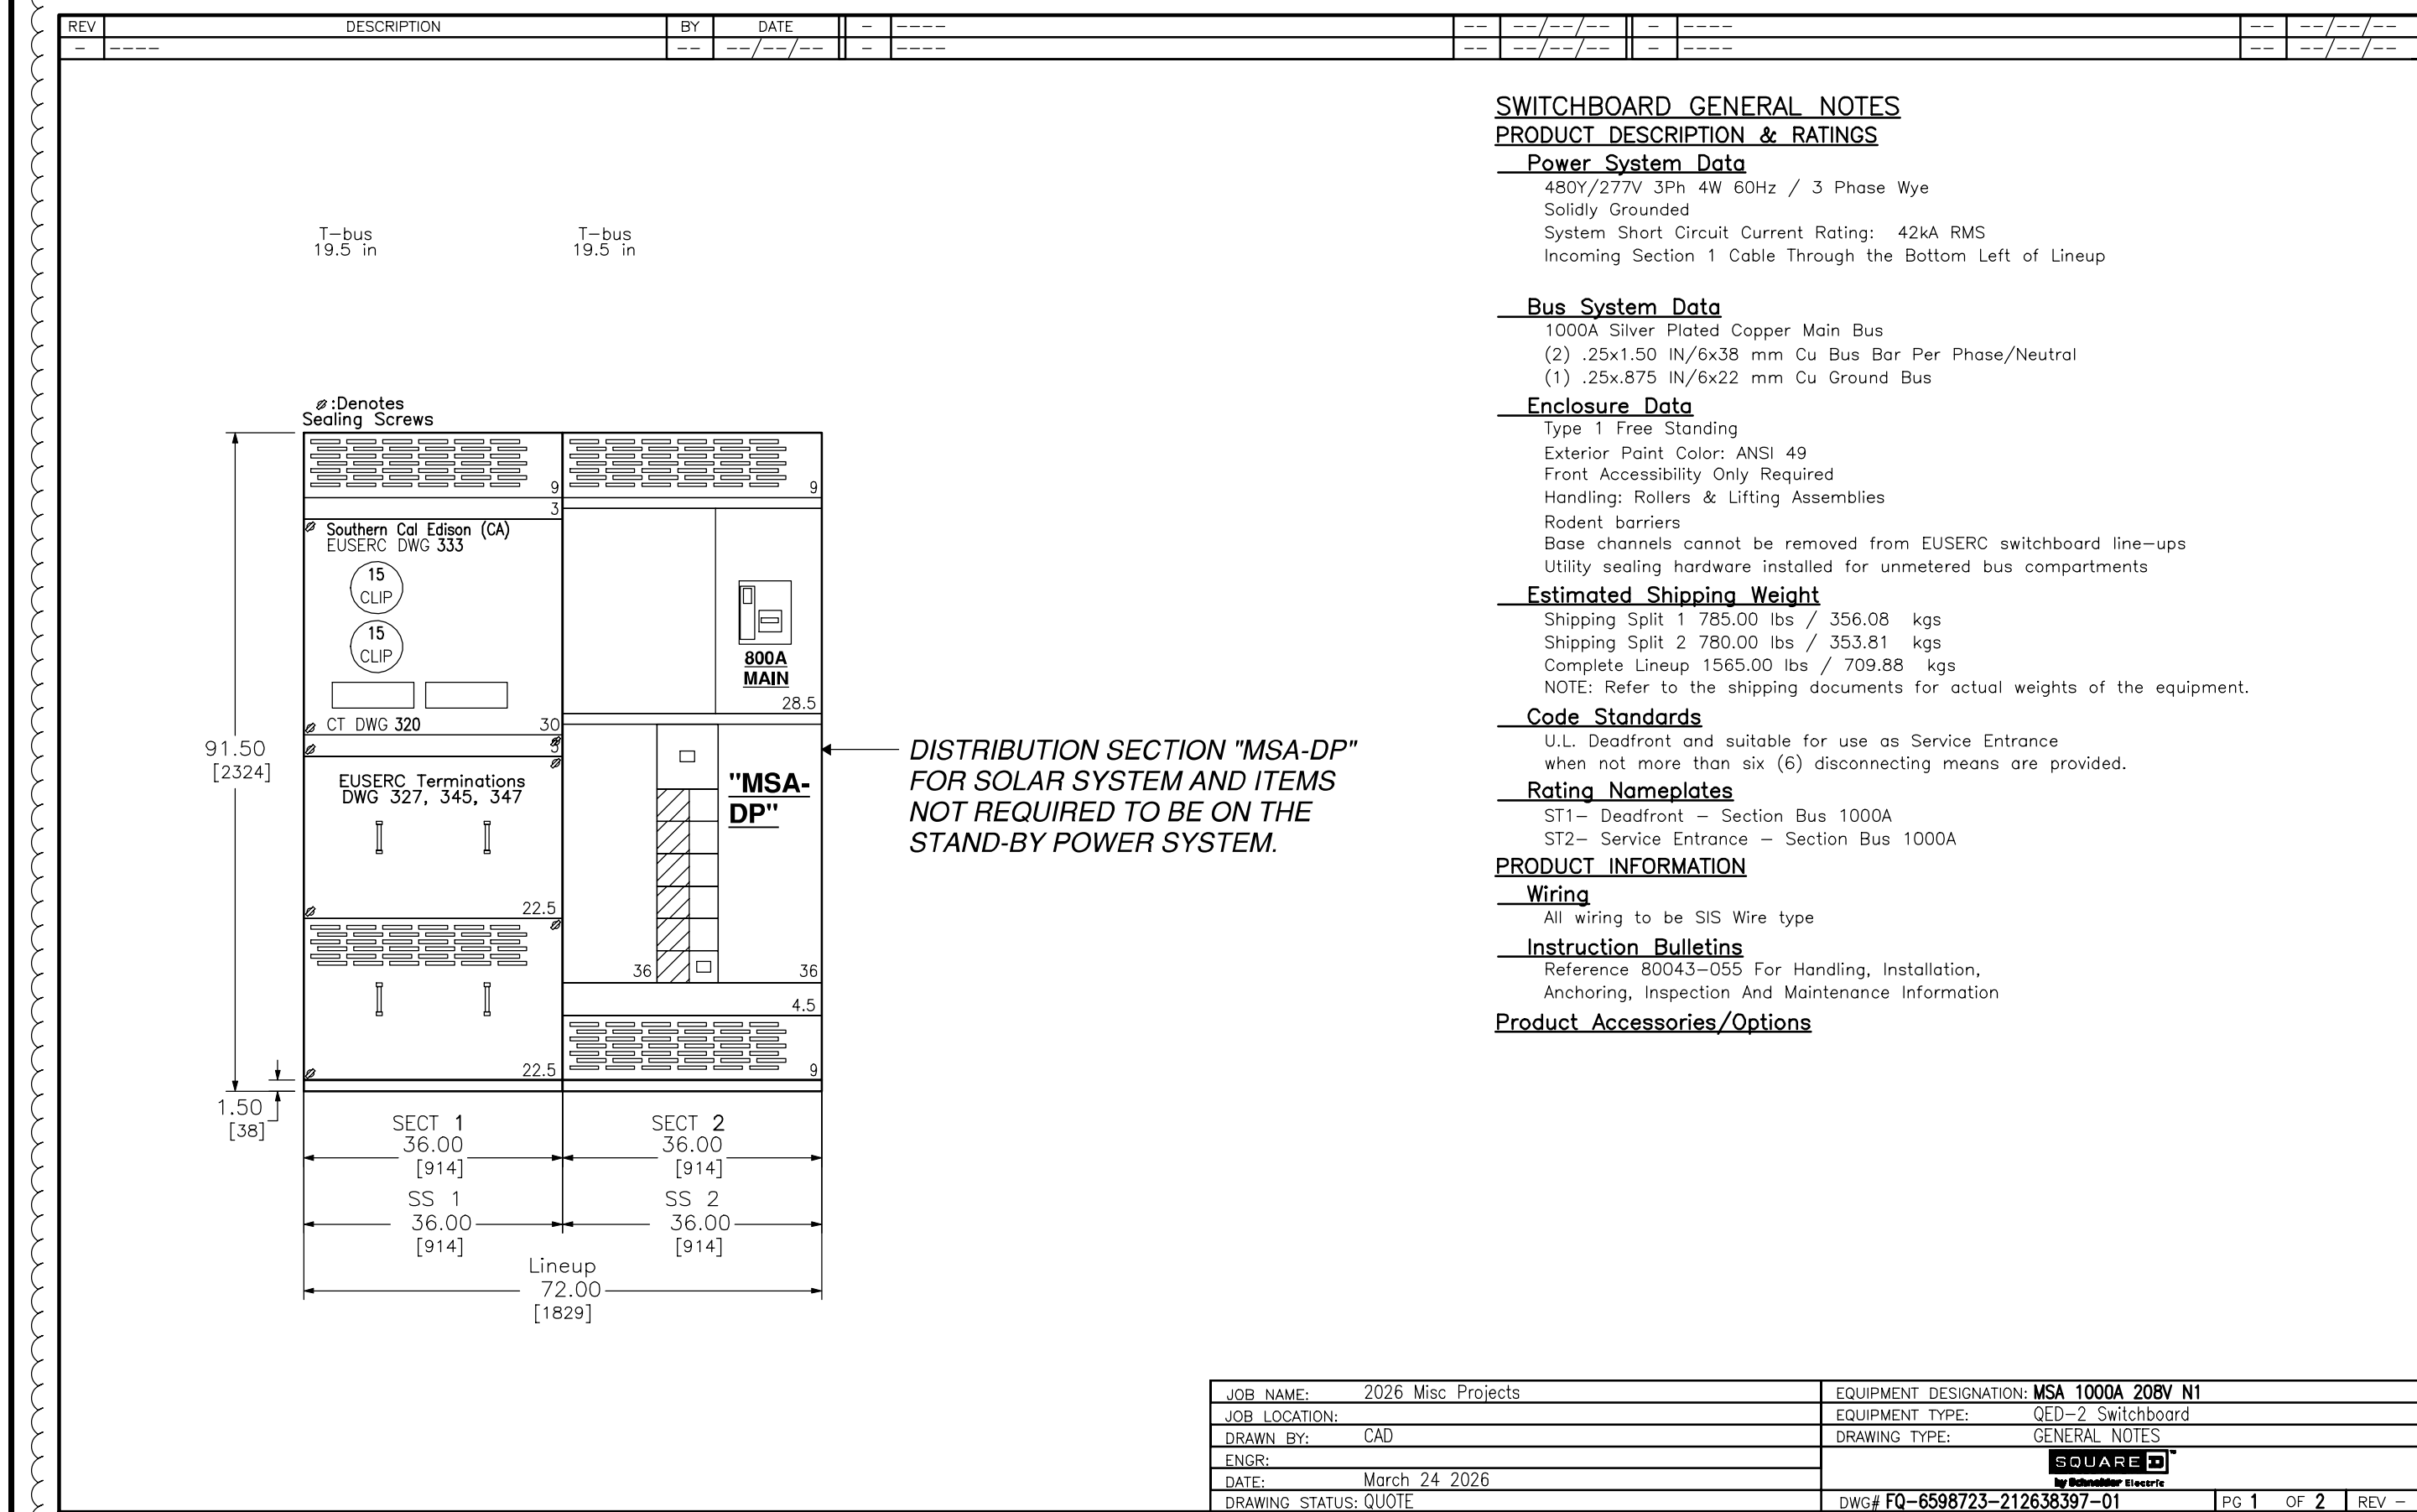 REV DESCRIPTION BY DATE - ---- -- --/--/-- - ---- -- --/--/--
- ---- -- --/--/-- - ---- -- --/--/-- - ---- -- --/--/--
T-bus
19.5 in
T-bus
19.5 in
:Denotes
Sealing Screws
9
3
Southern Cal Edison (CA)
EUSERC DWG 333
15
CLIP
15
CLIP
CT DWG 320 30
3
EUSERC Terminations
DWG 327, 345, 347
22.5
22.5
9
800A
MAIN
28.5
"MSA-
DP"
36 36
4.5
9
91.50
[2324]
1.50
[38]
DISTRIBUTION SECTION "MSA-DP"
FOR SOLAR SYSTEM AND ITEMS
NOT REQUIRED TO BE ON THE
STAND-BY POWER SYSTEM.
SECT 1
36.00
[914]
SECT 2
36.00
[914]
SS 1
36.00
[914]
SS 2
36.00
[914]
Lineup
72.00
[1829]
SWITCHBOARD GENERAL NOTES
PRODUCT DESCRIPTION & RATINGS
Power System Data
480Y/277V 3Ph 4W 60Hz / 3 Phase Wye
Solidly Grounded
System Short Circuit Current Rating: 42kA RMS
Incoming Section 1 Cable Through the Bottom Left of Lineup
Bus System Data
1000A Silver Plated Copper Main Bus
(2) .25x1.50 IN/6x38 mm Cu Bus Bar Per Phase/Neutral
(1) .25x.875 IN/6x22 mm Cu Ground Bus
Enclosure Data
Type 1 Free Standing
Exterior Paint Color: ANSI 49
Front Accessibility Only Required
Handling: Rollers & Lifting Assemblies
Rodent barriers
Base channels cannot be removed from EUSERC switchboard line-ups
Utility sealing hardware installed for unmetered bus compartments
Estimated Shipping Weight
Shipping Split 1 785.00 lbs / 356.08 kgs
Shipping Split 2 780.00 lbs / 353.81 kgs
Complete Lineup 1565.00 lbs / 709.88 kgs
NOTE: Refer to the shipping documents for actual weights of the equipment.
Code Standards
U.L. Deadfront and suitable for use as Service Entrance
when not more than six (6) disconnecting means are provided.
Rating Nameplates
ST1- Deadfront - Section Bus 1000A
ST2- Service Entrance - Section Bus 1000A
PRODUCT INFORMATION
Wiring
All wiring to be SIS Wire type
Instruction Bulletins
Reference 80043-055 For Handling, Installation,
Anchoring, Inspection And Maintenance Information
Product Accessories/Options
JOB NAME: 2026 Misc Projects
JOB LOCATION:
DRAWN BY: CAD
ENGR:
DATE: March 24 2026
DRAWING STATUS: QUOTE
EQUIPMENT DESIGNATION: MSA 1000A 208V N1
EQUIPMENT TYPE: QED-2 Switchboard
DRAWING TYPE: GENERAL NOTES
SQUARE D
by Schneider Electric
DWG# FQ-6598723-212638397-01 PG 1 OF 2 REV -